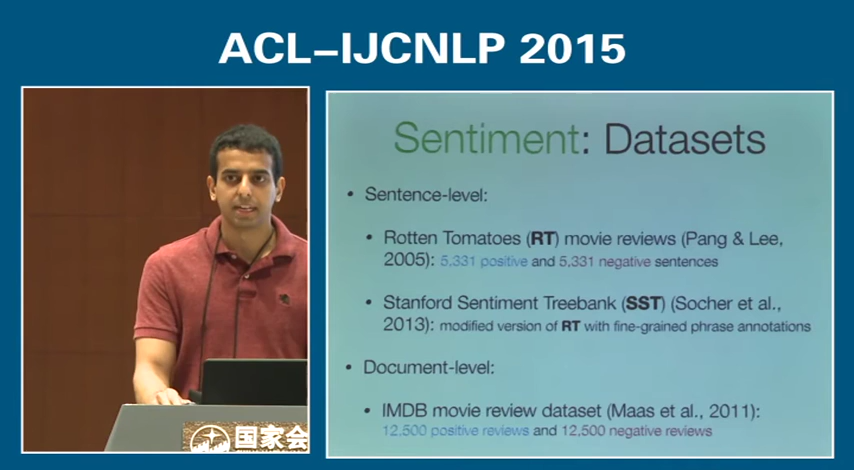 ACL–IJCNLP 2015
Sentiment: Datasets
• Sentence-level:
• Rotten Tomatoes (RT) movie reviews (Pang & Lee,
2005): 5,331 positive and 5,331 negative sentences
• Stanford Sentiment Treebank (SST) (Socher et al.,
2013): modified version of RT with fine-grained phrase annotations
• Document-level:
• IMDB movie review dataset (Maas et al., 2011):
12,500 positive reviews and 12,500 negative reviews
国家会